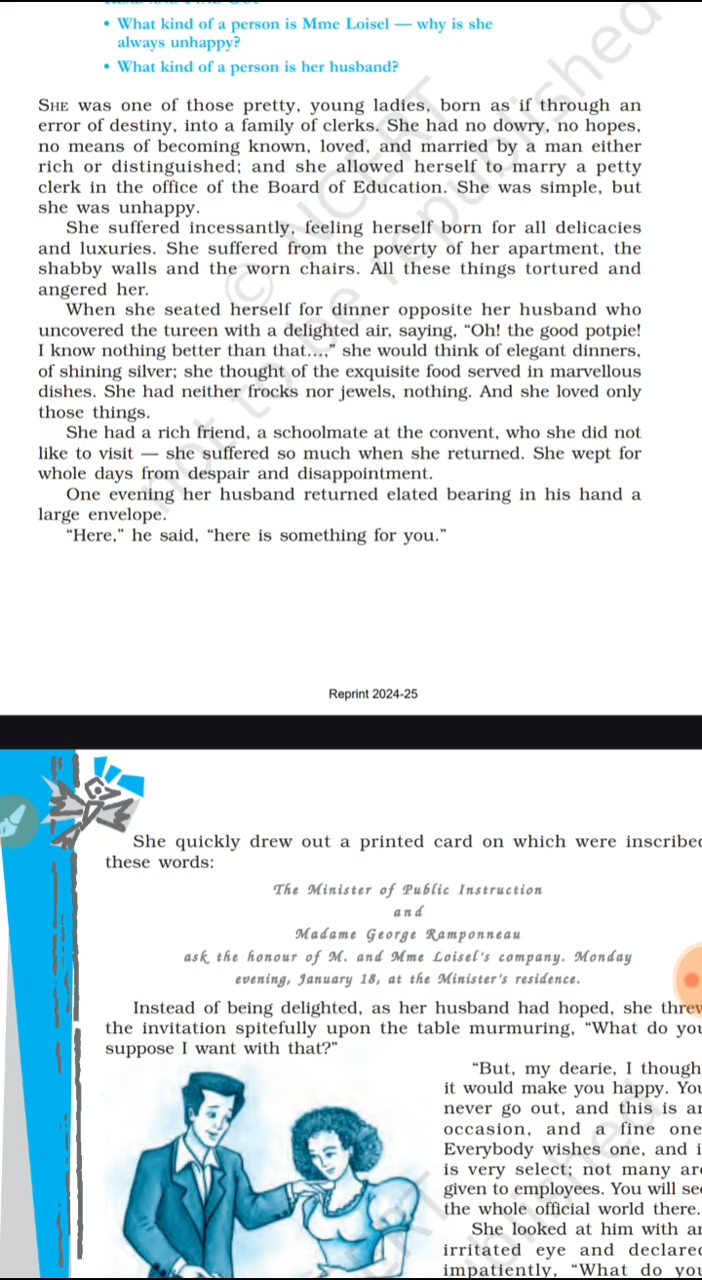 • What kind of a person is Mme Loisel — why is she
always unhappy?
• What kind of a person is her husband?
SHE was one of those pretty, young ladies, born as if through an
error of destiny, into a family of clerks. She had no dowry, no hopes,
no means of becoming known, loved, and married by a man either
rich or distinguished; and she allowed herself to marry a petty
clerk in the office of the Board of Education. She was simple, but
she was unhappy.
She suffered incessantly, feeling herself born for all delicacies
and luxuries. She suffered from the poverty of her apartment, the
shabby walls and the worn chairs. All these things tortured and
angered her.
When she seated herself for dinner opposite her husband who
uncovered the tureen with a delighted air, saying, “Oh! the good potpie!
I know nothing better than that...,” she would think of elegant dinners,
of shining silver; she thought of the exquisite food served in marvellous
dishes. She had neither frocks nor jewels, nothing. And she loved only
those things.
She had a rich friend, a schoolmate at the convent, who she did not
like to visit — she suffered so much when she returned. She wept for
whole days from despair and disappointment.
One evening her husband returned elated bearing in his hand a
large envelope.
“Here,” he said, “here is something for you.”
© NCERT
not to be republished
Reprint 2024-25
She quickly drew out a printed card on which were inscribed
these words:
The Minister of Public Instruction
and
Madame George Ramponneau
ask the honour of M. and Mme Loisel's company. Monday
evening, January 18, at the Minister's residence.
Instead of being delighted, as her husband had hoped, she threw
the invitation spitefully upon the table murmuring, “What do you
suppose I want with that?”
“But, my dearie, I though
it would make you happy. You
never go out, and this is an
occasion, and a fine one
Everybody wishes one, and i
is very select; not many are
given to employees. You will see
the whole official world there.
She looked at him with an
irritated eye and declared
impatiently, “What do you